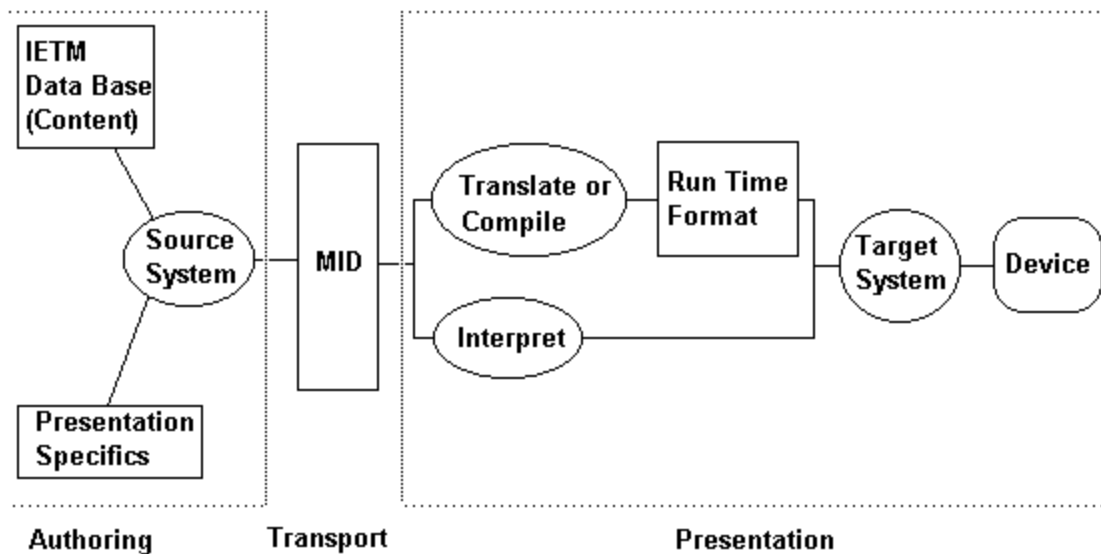 IETM
Data Base
(Content)
Source
System
Presentation
Specifics
MID
Translate or
Compile
Run Time
Format
Interpret
Target
System
Device
Authoring
Transport
Presentation